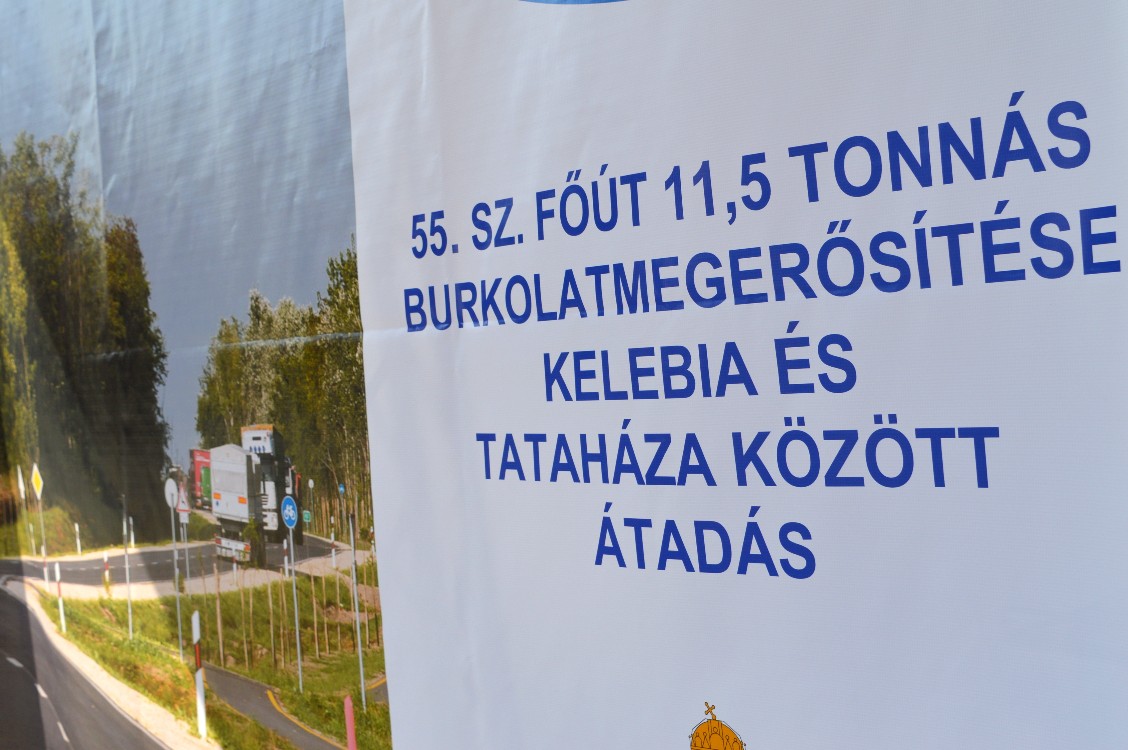 55. SZ. FŐÚT 11,5 TONNÁS
BURKOLATMEGERŐSÍTÉSE
KELEBIA ÉS
TATAHÁZA KÖZÖTT
ÁTADÁS